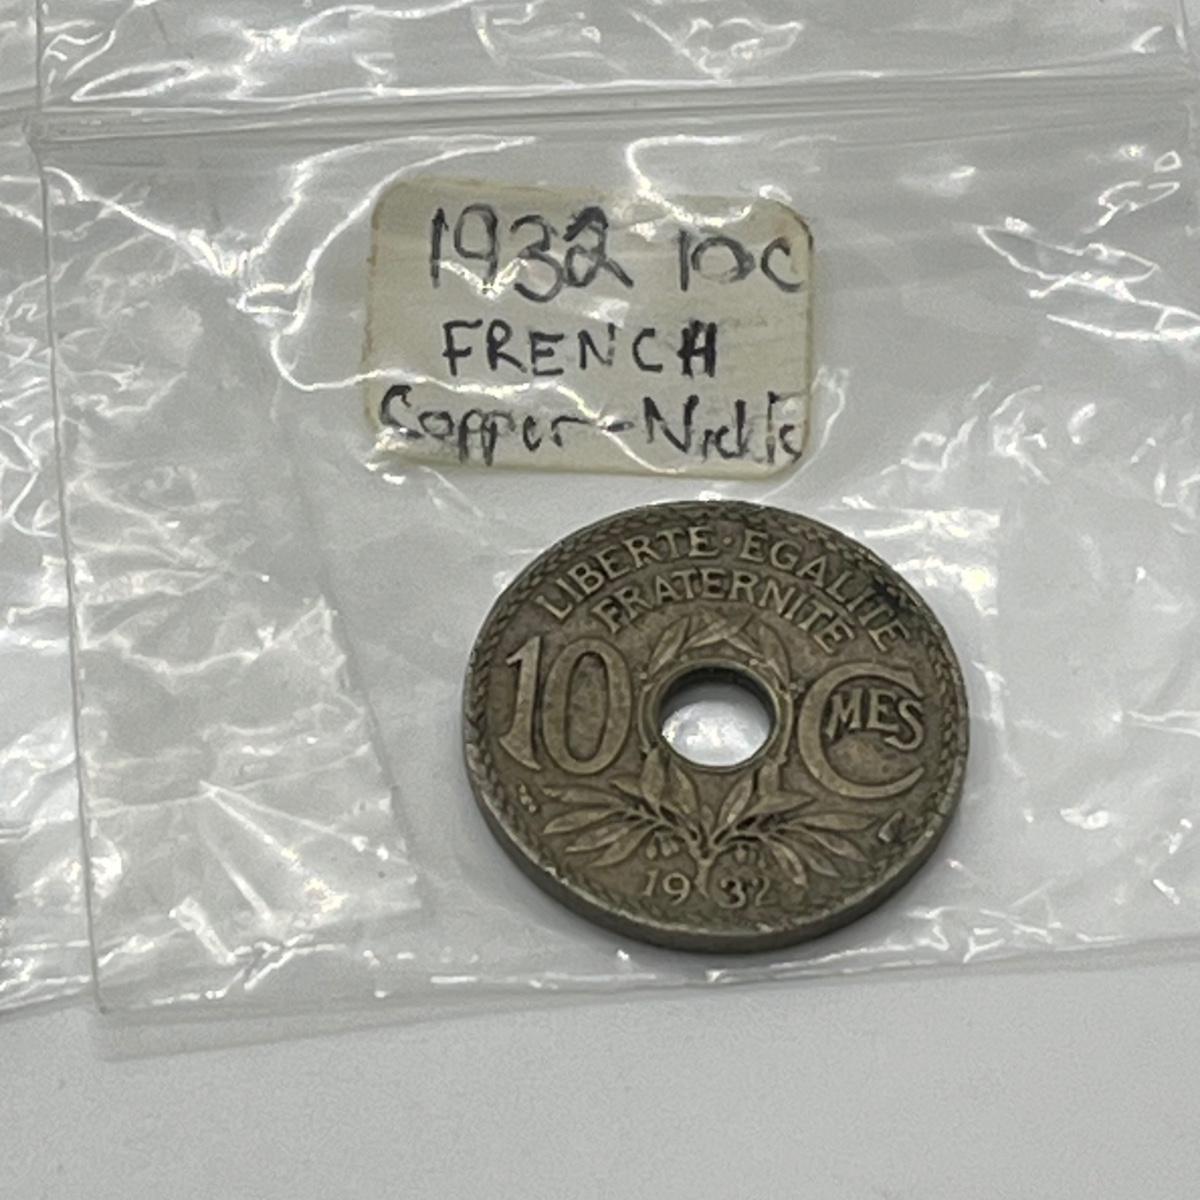 1932 10C
FRENCH
Copper-Nickle
LIBERTE·EGALITE
FRATERNITE
10 CMES
1932